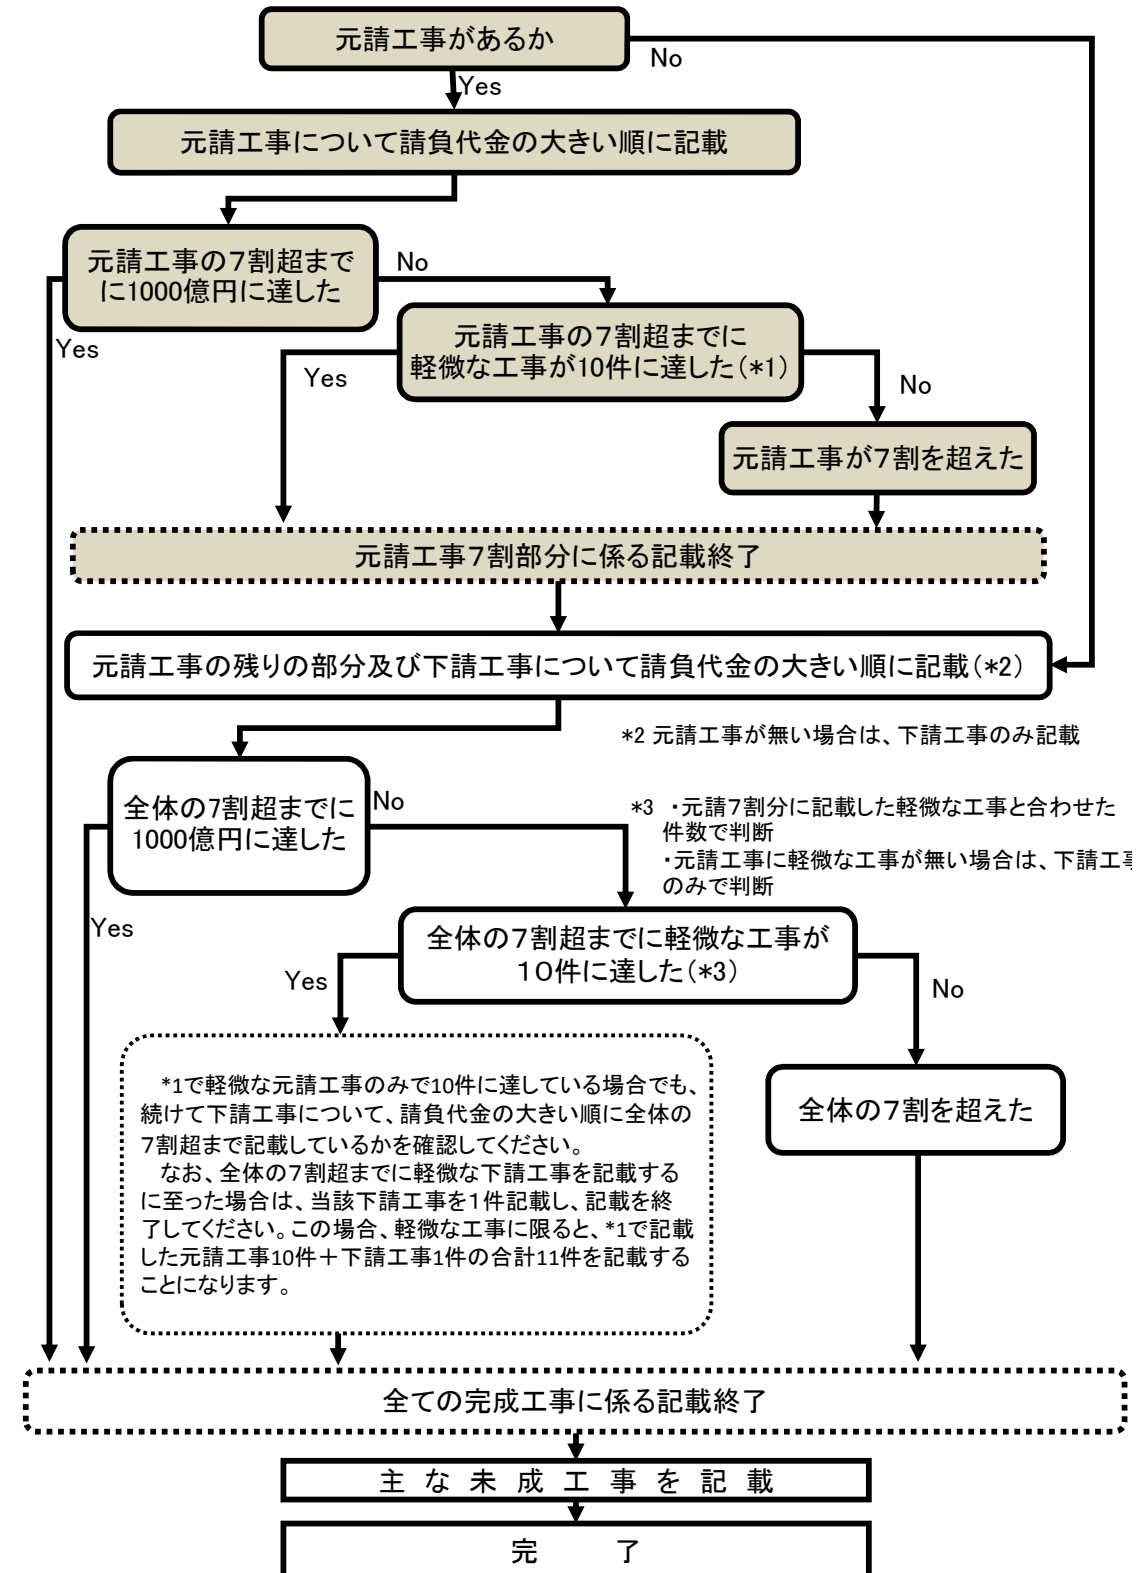 元請工事があるか
No
Yes
元請工事について請負代金の大きい順に記載
元請工事の７割超まで
に1000億円に達した
No
Yes
元請工事の７割超までに
軽微な工事が10件に達した（*1）
Yes
No
元請工事が７割を超えた
元請工事７割部分に係る記載終了
元請工事の残りの部分及び下請工事について請負代金の大きい順に記載（*2）
*2 元請工事が無い場合は、下請工事のみ記載
全体の7割超までに
1000億円に達した
No
Yes
*3 ・元請７割分に記載した軽微な工事と合わせた
件数で判断
・元請工事に軽微な工事が無い場合は、下請工事
のみで判断
全体の７割超までに軽微な工事が
１０件に達した（*3）
Yes
No
*1で軽微な元請工事のみで10件に達している場合でも、
続けて下請工事について、請負代金の大きい順に全体の
７割超まで記載しているかを確認してください。
なお、全体の７割超までに軽微な下請工事を記載する
に至った場合は、当該下請工事を１件記載し、記載を終
了してください。この場合、軽微な工事に限ると、*1で記載
した元請工事10件＋下請工事1件の合計11件を記載する
ことになります。
全体の７割を超えた
全ての完成工事に係る記載終了
主 な 未 成 工 事 を 記 載
完　　了